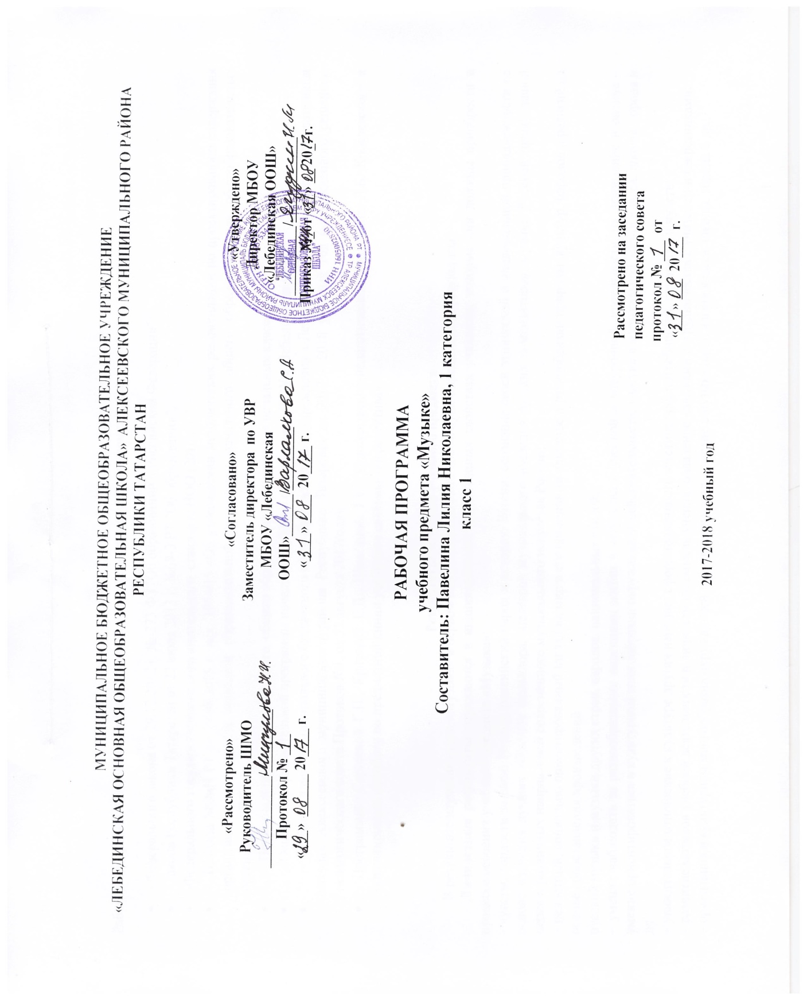 МУНИЦИПАЛЬНОЕ БЮДЖЕТНОЕ ОБЩЕОБРАЗОВАТЕЛЬНОЕ УЧРЕЖДЕНИЕ
«ЛЕБЕДИНСКАЯ ОСНОВНАЯ ОБЩЕОБРАЗОВАТЕЛЬНАЯ ШКОЛА» АЛЕКСЕЕВСКОГО МУНИЦИПАЛЬНОГО РАЙОНА
РЕСПУБЛИКИ ТАТАРСТАН
«Рассмотрено»
Руководитель ШМО
Протокол № 1
«29» 08 2017 г.
«Согласовано»
Заместитель директора по УВР
МБОУ «Лебединская
ООШ» Варламова С.А
«31» 08 2017 г.
«Утверждено»
Директор МБОУ
«Лебединская ООШ»
Приказ от «31» 08 2017г.
РАБОЧАЯ ПРОГРАММА
учебного предмета «Музыке»
Составитель: Павелина Лилия Николаевна, 1 категория
класс 1
Рассмотрено на заседании
педагогического совета
протокол № 1 от
«31» 08 2017 г.
2017-2018 учебный год